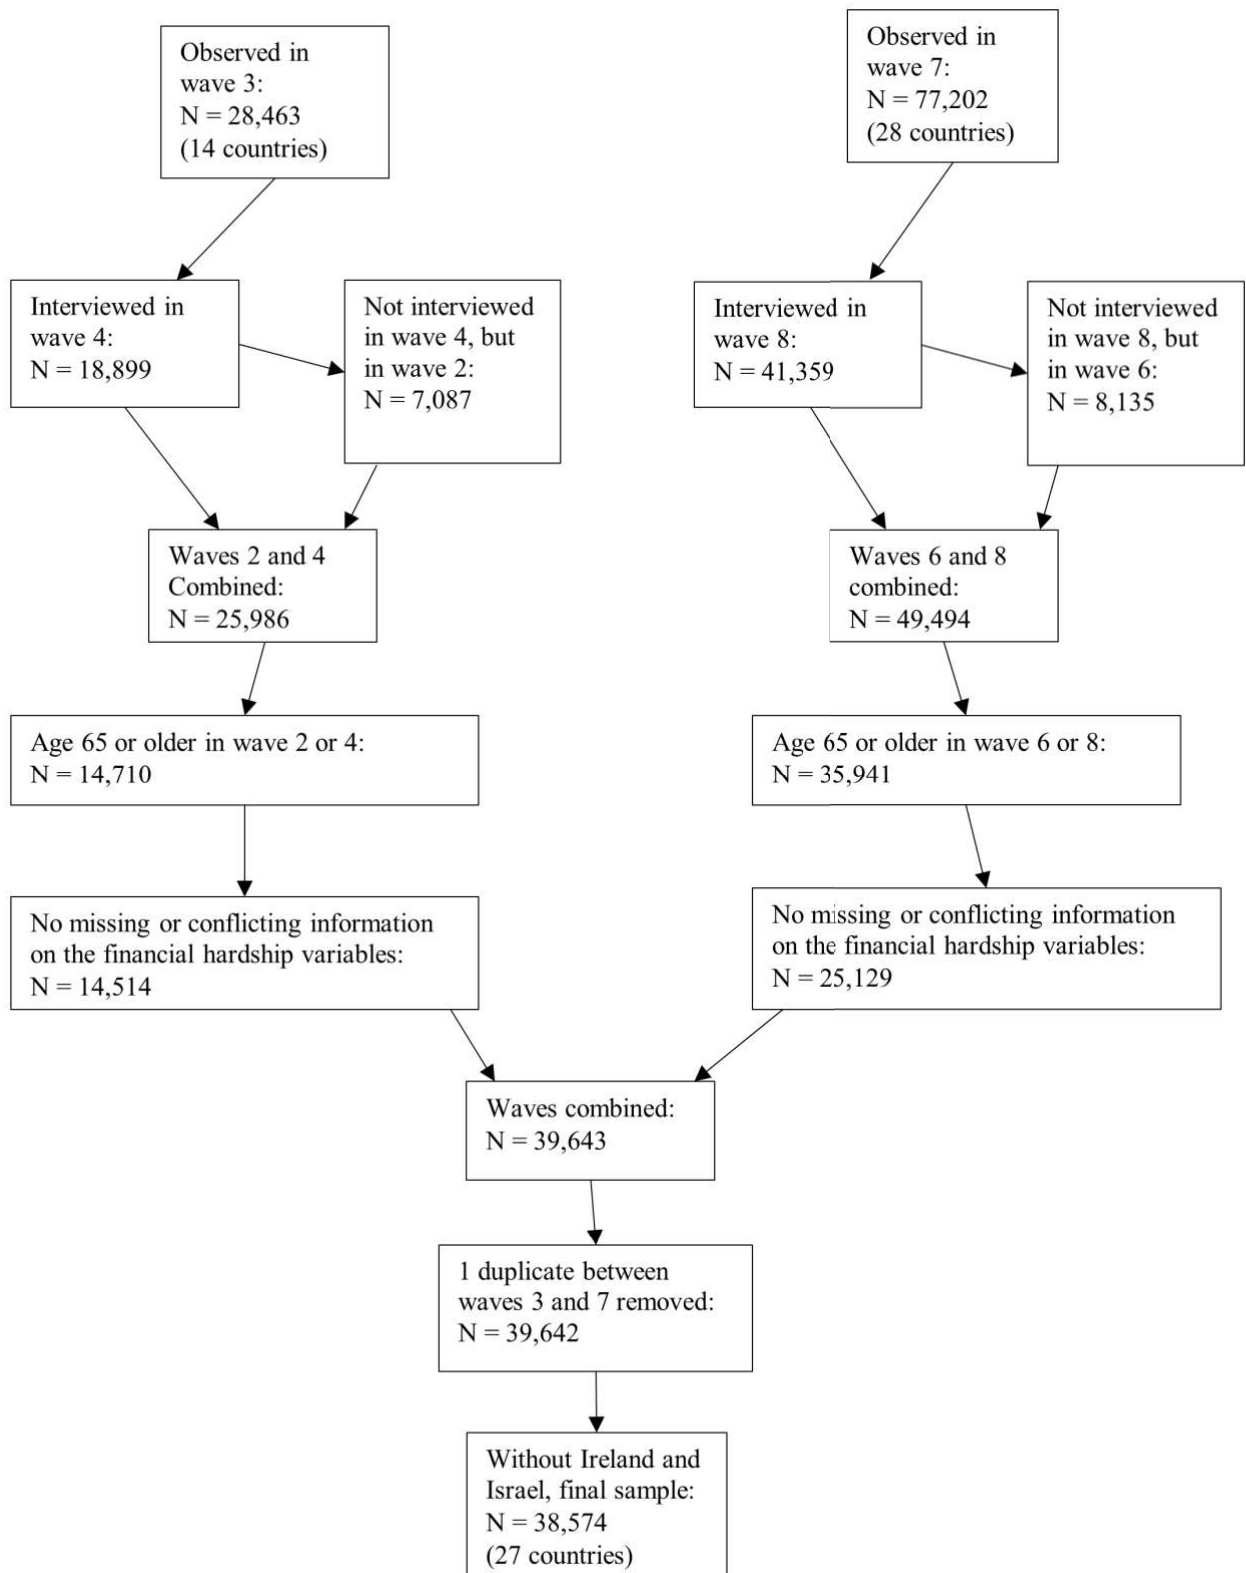 Observed in
wave 3:
N = 28,463
(14 countries)
Observed in
wave 7:
N = 77,202
(28 countries)
Interviewed in
wave 4:
N = 18,899
Not interviewed
in wave 4, but
in wave 2:
N = 7,087
Interviewed in
wave 8:
N = 41,359
Not interviewed
in wave 8, but
in wave 6:
N = 8,135
Waves 2 and 4
Combined:
N = 25,986
Waves 6 and 8
combined:
N = 49,494
Age 65 or older in wave 2 or 4:
N = 14,710
Age 65 or older in wave 6 or 8:
N = 35,941
No missing or conflicting information
on the financial hardship variables:
N = 14,514
No missing or conflicting information
on the financial hardship variables:
N = 25,129
Waves combined:
N = 39,643
1 duplicate between
waves 3 and 7 removed:
N = 39,642
Without Ireland and
Israel, final sample:
N = 38,574
(27 countries)